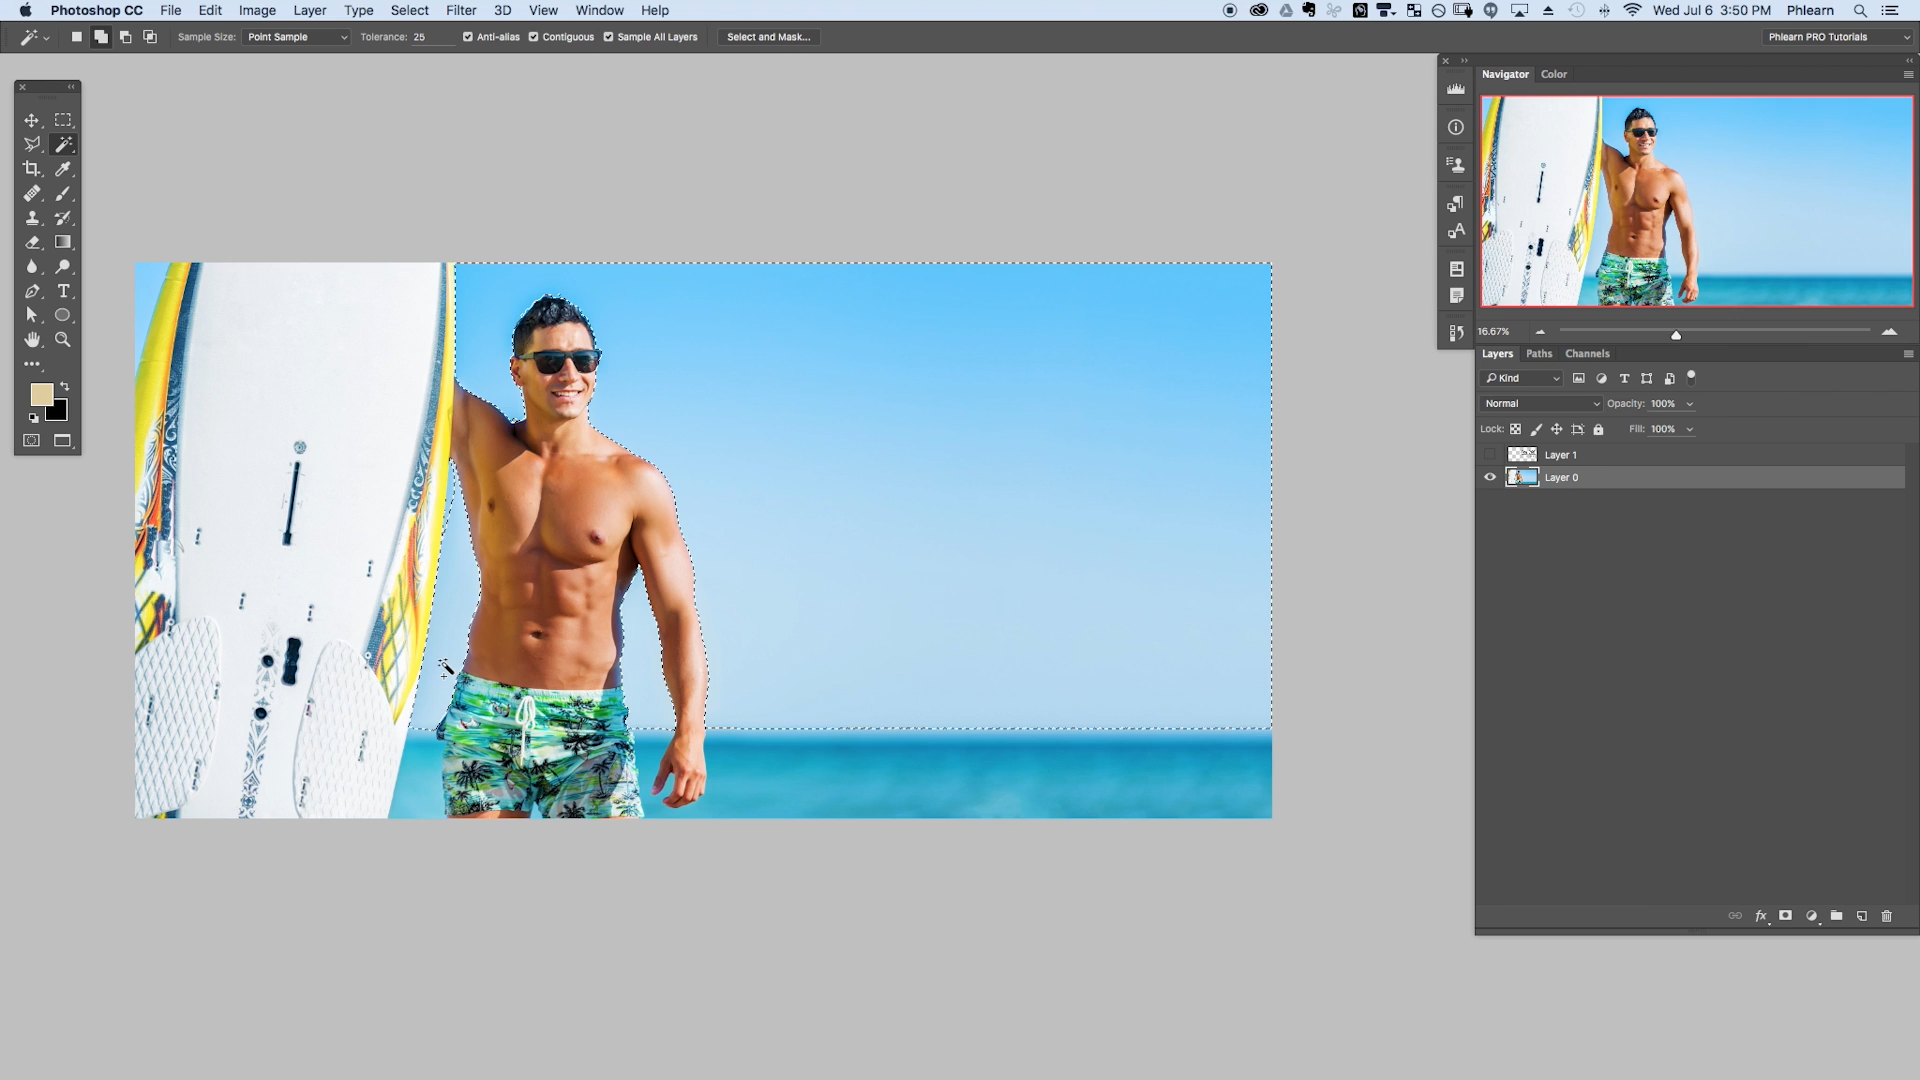 Photoshop CC File Edit Image Layer Type Select Filter 3D View Window Help Wed Jul 6 3:50 PM Phlearn
Sample Size: Point Sample Tolerance: 25 Anti-alias Contiguous Sample All Layers Select and Mask... Phlearn PRO Tutorials
Navigator Color
16.67%
Layers Paths Channels
Kind
Normal Opacity: 100%
Lock: Fill: 100%
Layer 1
Layer 0
fx